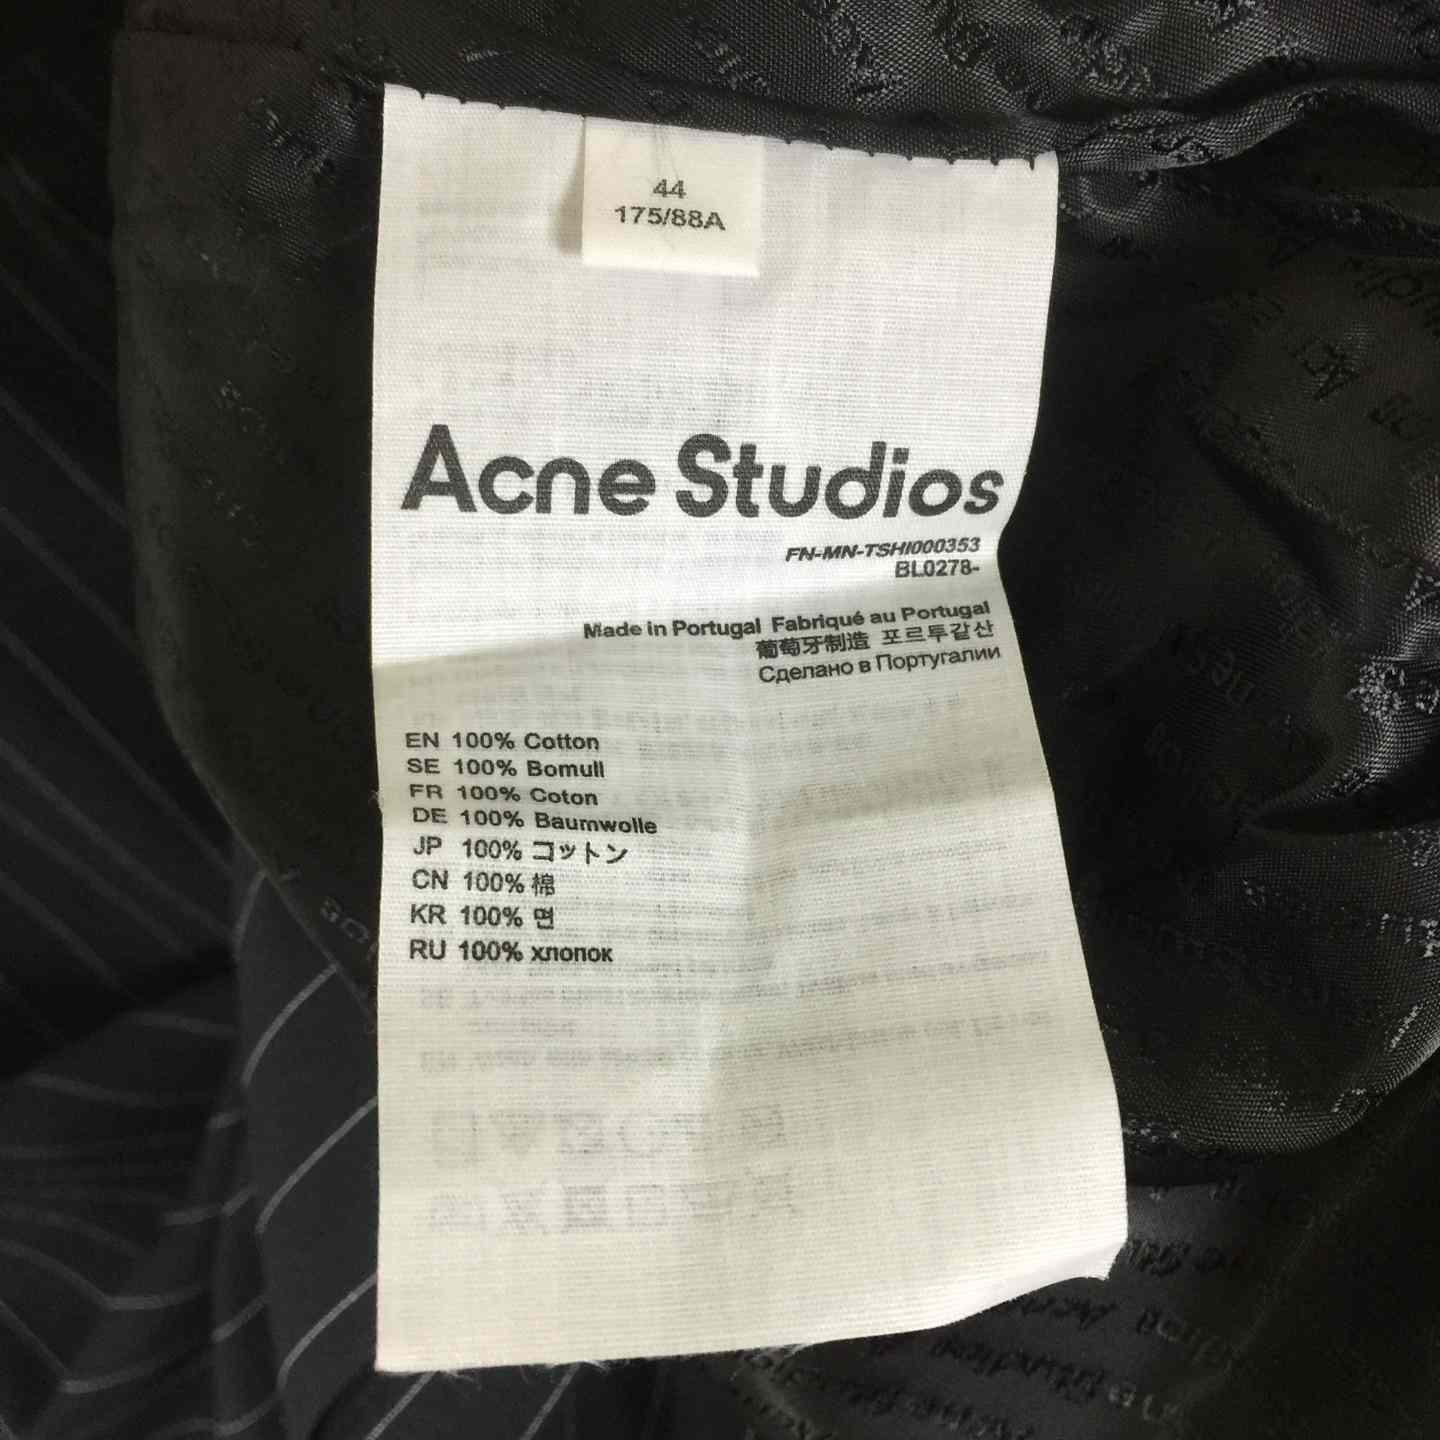 44
175/88A
Acne Studios
FN-MN-TSHI000353
BL0278-
Made in Portugal Fabriqué au Portugal
葡萄牙制造 포르투갈산
Сделано в Португалии
EN 100% Cotton
SE 100% Bomull
FR 100% Coton
DE 100% Baumwolle
JP 100% コットン
CN 100% 棉
KR 100% 면
RU 100% хлопок